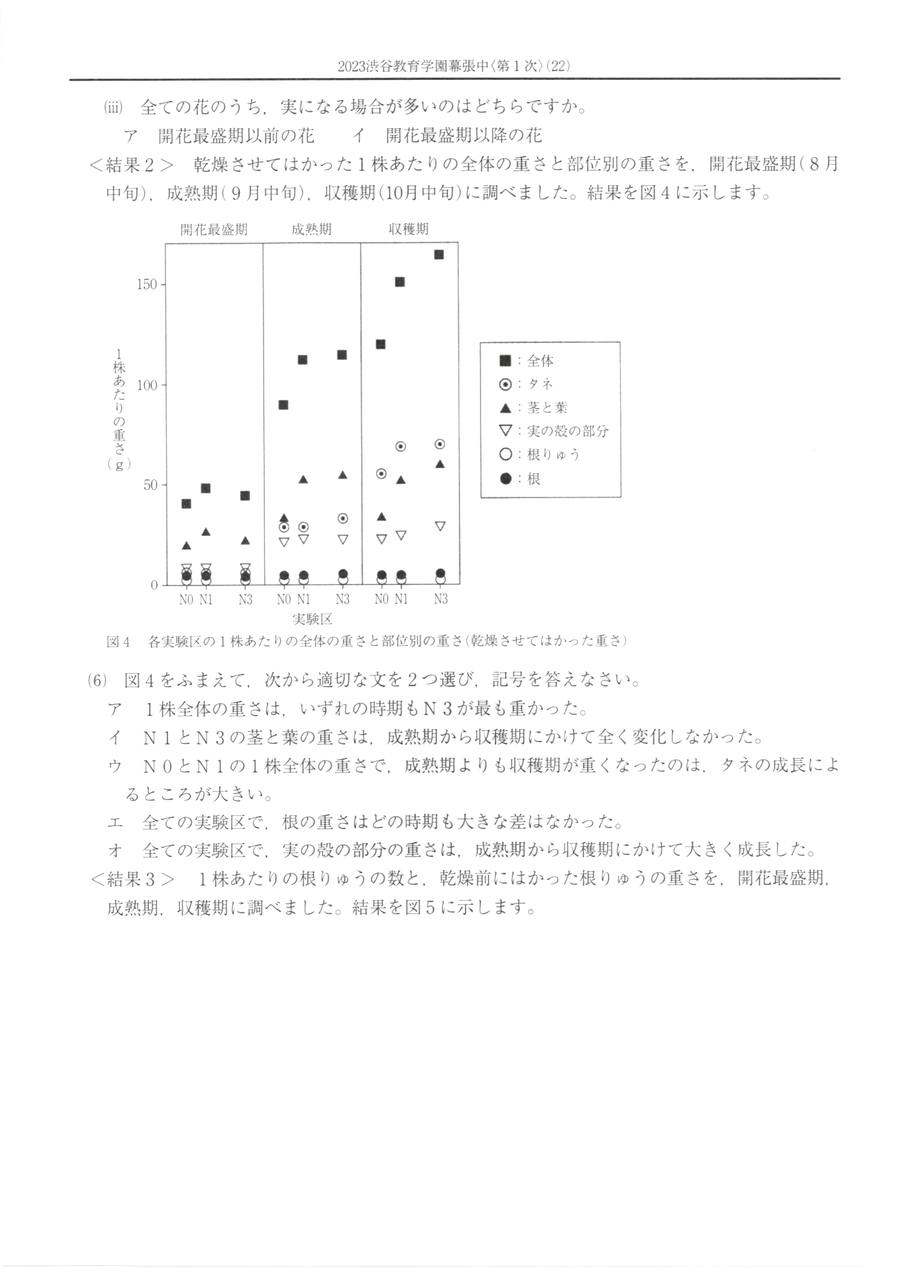 2023渋谷教育学園幕張中〈第1次〉(22)
(ⅲ) 全ての花のうち，実になる場合が多いのはどちらですか。
ア 開花最盛期以前の花 イ 開花最盛期以降の花
＜結果2＞ 乾燥させてはかった1株あたりの全体の重さと部位別の重さを，開花最盛期(8月
中旬)，成熟期(9月中旬)，収穫期(10月中旬)に調べました。結果を図4に示します。
開花最盛期 成熟期 収穫期
150
100
50
0
1株あたりの重さ(g)
N0 N1 N3 N0 N1 N3 N0 N1 N3
実験区
■：全体
◉：タネ
▲：茎と葉
▽：実の殻の部分
○：根りゅう
●：根
図4 各実験区の1株あたりの全体の重さと部位別の重さ(乾燥させてはかった重さ)
(6) 図4をふまえて，次から適切な文を2つ選び，記号を答えなさい。
ア 1株全体の重さは，いずれの時期もN3が最も重かった。
イ N1とN3の茎と葉の重さは，成熟期から収穫期にかけて全く変化しなかった。
ウ N0とN1の1株全体の重さで，成熟期よりも収穫期が重くなったのは，タネの成長によ
るところが大きい。
エ 全ての実験区で，根の重さはどの時期も大きな差はなかった。
オ 全ての実験区で，実の殻の部分の重さは，成熟期から収穫期にかけて大きく成長した。
＜結果3＞ 1株あたりの根りゅうの数と，乾燥前にはかった根りゅうの重さを，開花最盛期，
成熟期，収穫期に調べました。結果を図5に示します。